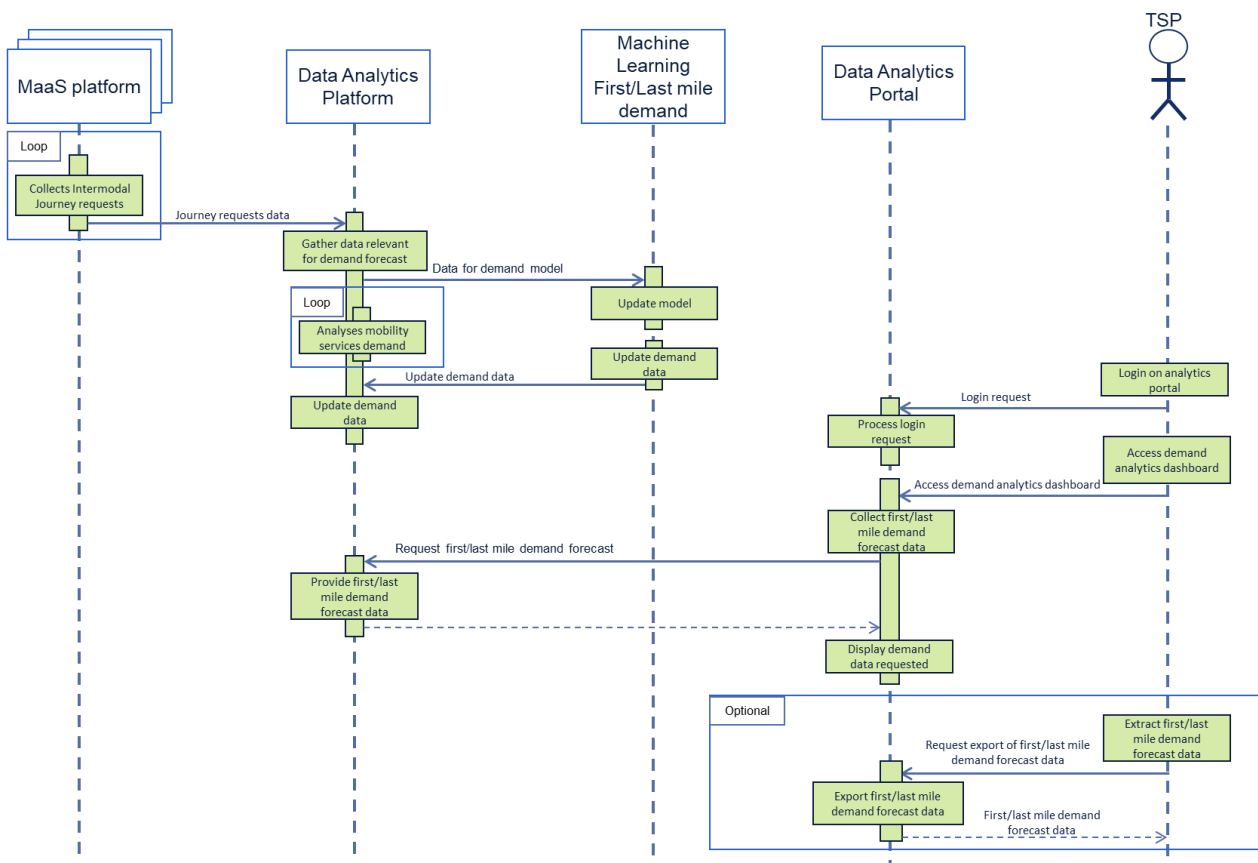 TSP
MaaS platform
Data Analytics
Platform
Machine
Learning
First/Last mile
demand
Data Analytics
Portal
Loop
Collects Intermodal
Journey requests
Journey requests data
Gather data relevant
for demand forecast
Data for demand model
Loop
Update model
Analyses mobility
services demand
Update demand
data
Update demand data
Update demand
data
Login on analytics
portal
Login request
Process login
request
Access demand
analytics dashboard
Access demand analytics dashboard
Collect first/last
mile demand
forecast data
Request first/last mile demand forecast
Provide first/last
mile demand
forecast data
Display demand
data requested
Optional
Extract first/last
mile demand
forecast data
Request export of first/last mile
demand forecast data
Export first/last mile
demand forecast data
First/last mile demand
forecast data